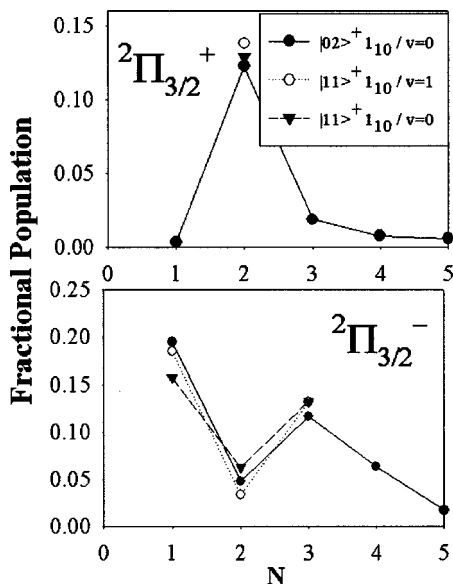 Fractional Population
0.15
0.10
0.05
0.00
²Π₃/₂⁺
|02>⁺1₁₀ / v=0
|11>⁺1₁₀ / v=1
|11>⁺1₁₀ / v=0
0 1 2 3 4 5
0.25
0.20
0.15
0.10
0.05
0.00
²Π₃/₂⁻
0 1 2 3 4 5
N